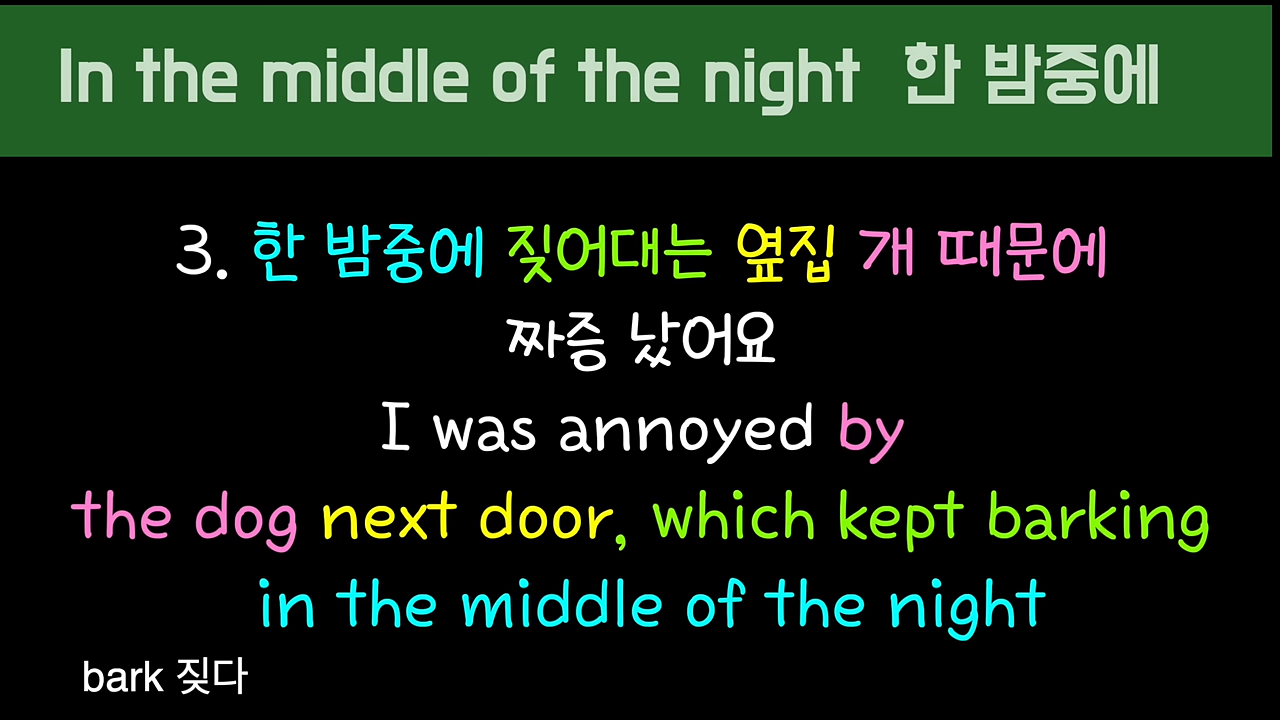 In the middle of the night 한 밤중에
3. 한 밤중에 짖어대는 옆집 개 때문에
짜증 났어요
I was annoyed by
the dog next door, which kept barking
in the middle of the night
bark 짖다